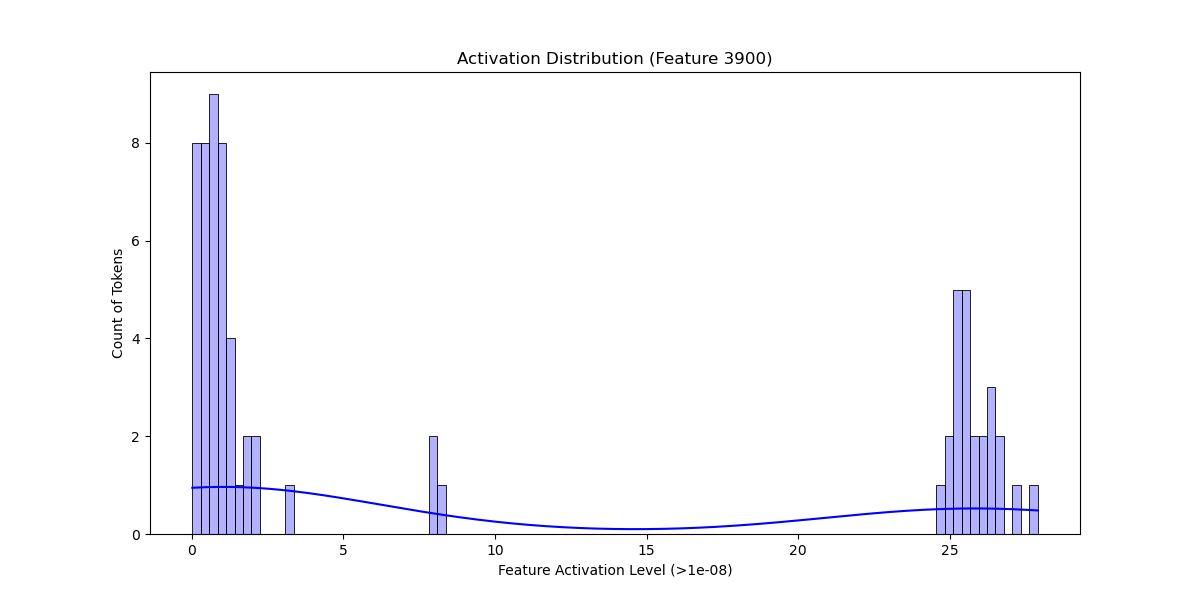 Activation Distribution (Feature 3900)
Count of Tokens
8
6
4
2
0
0 5 10 15 20 25
Feature Activation Level (>1e-08)